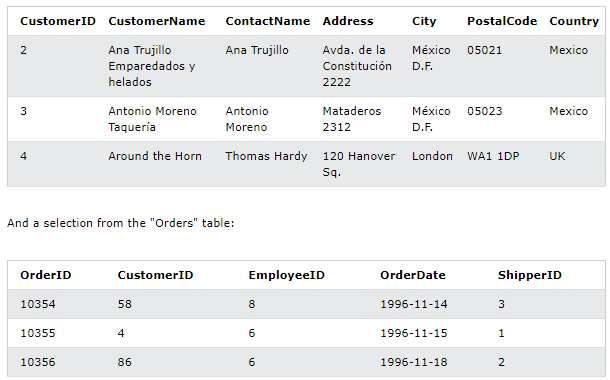 CustomerID CustomerName ContactName Address City PostalCode Country
2 Ana Trujillo Emparedados y helados Ana Trujillo Avda. de la Constitución 2222 México D.F. 05021 Mexico
3 Antonio Moreno Taquería Antonio Moreno Mataderos 2312 México D.F. 05023 Mexico
4 Around the Horn Thomas Hardy 120 Hanover Sq. London WA1 1DP UK
And a selection from the "Orders" table:
OrderID CustomerID EmployeeID OrderDate ShipperID
10354 58 8 1996-11-14 3
10355 4 6 1996-11-15 1
10356 86 6 1996-11-18 2